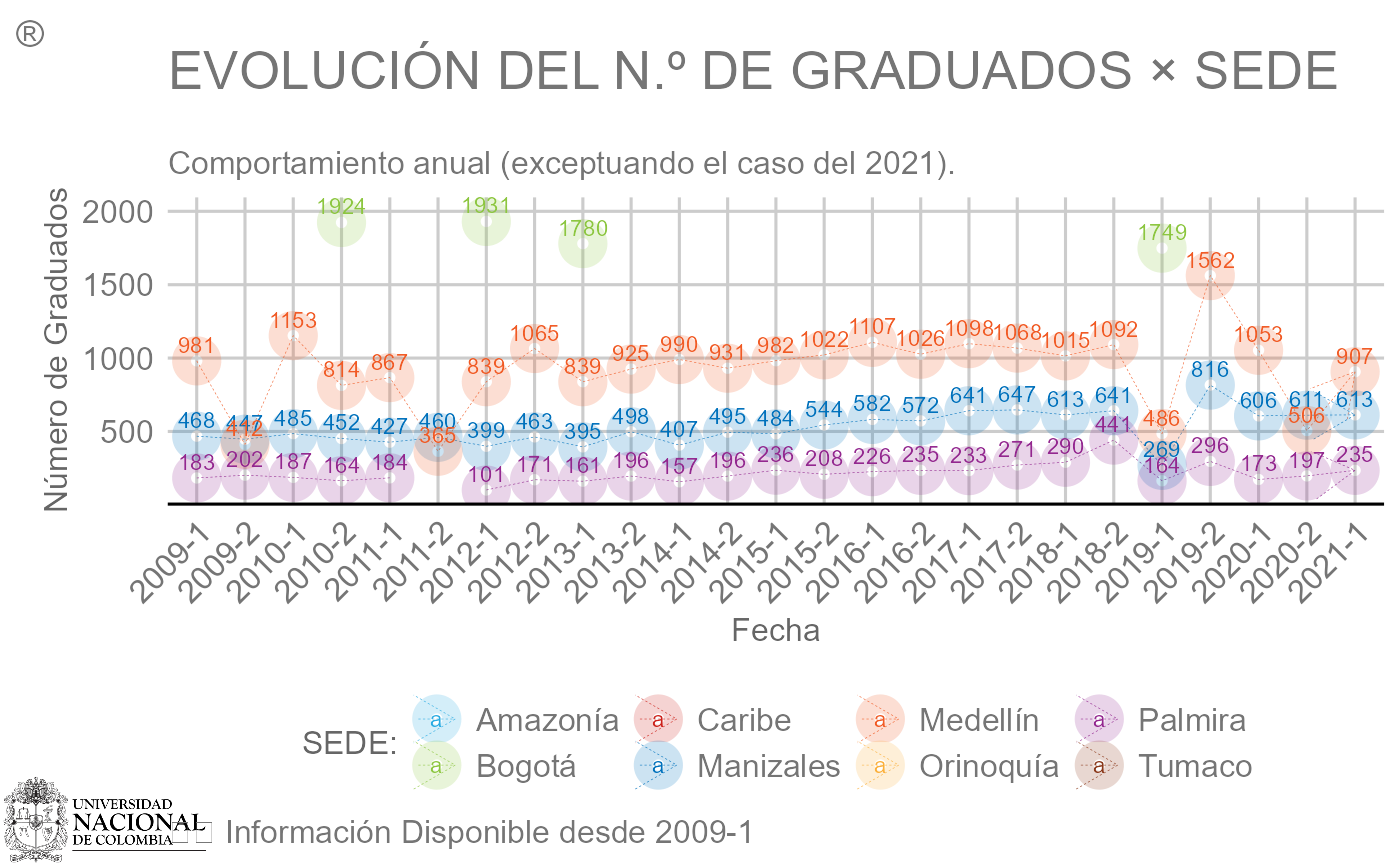 ®
EVOLUCIÓN DEL N.º DE GRADUADOS × SEDE
Comportamiento anual (exceptuando el caso del 2021).
Número de Graduados
2000
1500
1000
500
1924 1931 1780 1749
981 412 1153 814 867 365 839 1065 839 925 990 931 982 1022 1107 1026 1098 1068 1015 1092 486 1562 1053 506 907
468 447 485 452 427 460 399 463 395 498 407 495 484 544 582 572 641 647 613 641 269 816 606 611 613
183 202 187 164 184 101 171 161 196 157 196 236 208 226 235 233 271 290 441 164 296 173 197 235
2009-1 2009-2 2010-1 2010-2 2011-1 2011-2 2012-1 2012-2 2013-1 2013-2 2014-1 2014-2 2015-1 2015-2 2016-1 2016-2 2017-1 2017-2 2018-1 2018-2 2019-1 2019-2 2020-1 2020-2 2021-1
Fecha
SEDE:
a Amazonía a Caribe a Medellín a Palmira
a Bogotá a Manizales a Orinoquía a Tumaco
UNIVERSIDAD
NACIONAL
DE COLOMBIA
Información Disponible desde 2009-1